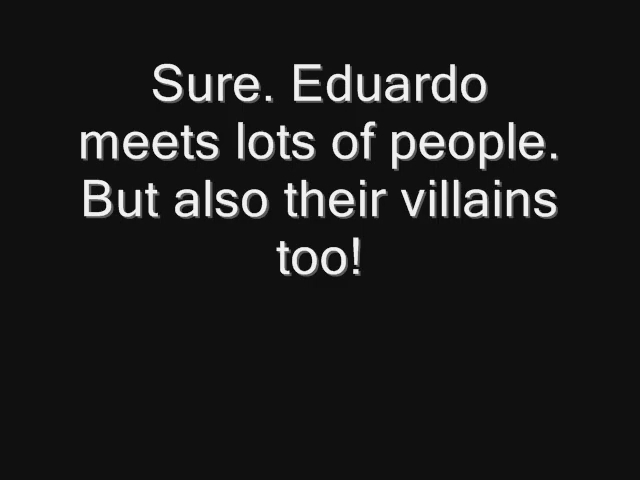 Sure. Eduardo
meets lots of people.
But also their villains
too!